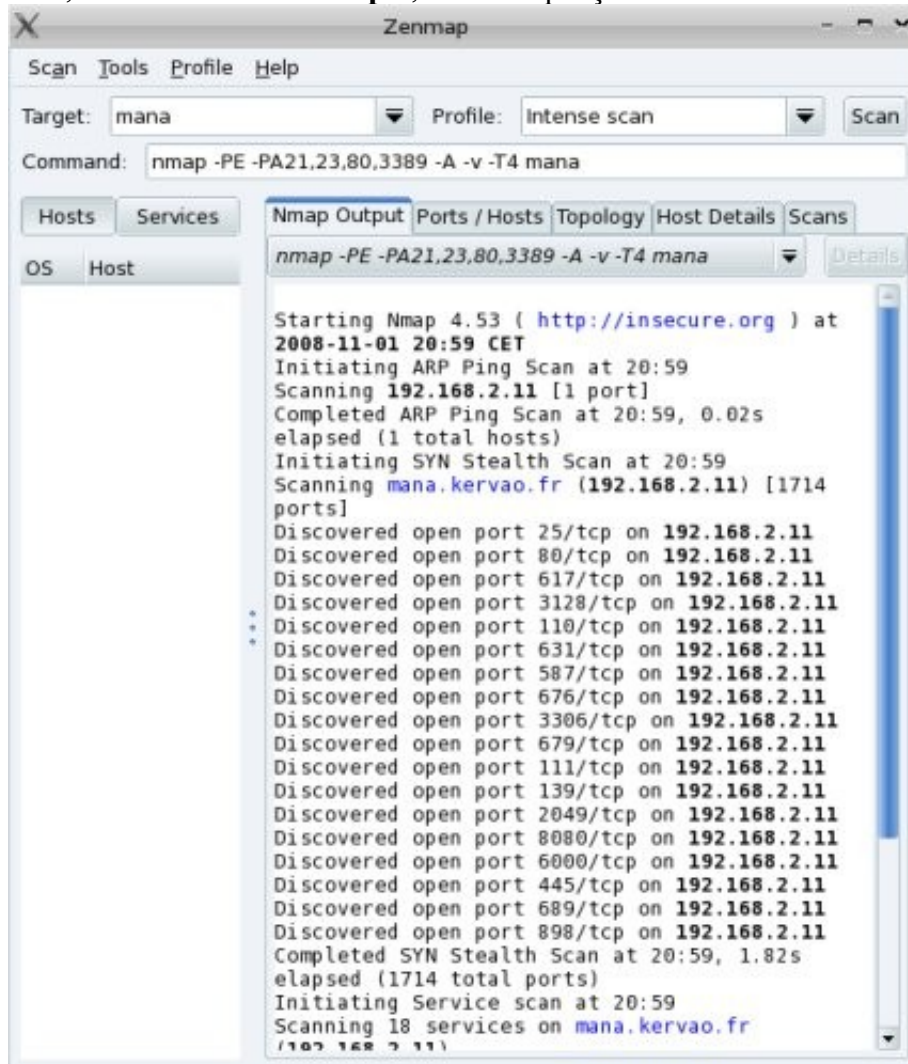 Zenmap
Scan Tools Profile Help
Target: mana Profile: Intense scan Scan
Command: nmap -PE -PA21,23,80,3389 -A -v -T4 mana
Hosts Services
Nmap Output Ports / Hosts Topology Host Details Scans
OS Host
nmap -PE -PA21,23,80,3389 -A -v -T4 mana Details
Starting Nmap 4.53 ( http://insecure.org ) at
2008-11-01 20:59 CET
Initiating ARP Ping Scan at 20:59
Scanning 192.168.2.11 [1 port]
Completed ARP Ping Scan at 20:59, 0.02s
elapsed (1 total hosts)
Initiating SYN Stealth Scan at 20:59
Scanning mana.kervao.fr (192.168.2.11) [1714
ports]
Discovered open port 25/tcp on 192.168.2.11
Discovered open port 80/tcp on 192.168.2.11
Discovered open port 617/tcp on 192.168.2.11
Discovered open port 3128/tcp on 192.168.2.11
Discovered open port 110/tcp on 192.168.2.11
Discovered open port 631/tcp on 192.168.2.11
Discovered open port 587/tcp on 192.168.2.11
Discovered open port 676/tcp on 192.168.2.11
Discovered open port 3306/tcp on 192.168.2.11
Discovered open port 679/tcp on 192.168.2.11
Discovered open port 111/tcp on 192.168.2.11
Discovered open port 139/tcp on 192.168.2.11
Discovered open port 2049/tcp on 192.168.2.11
Discovered open port 8080/tcp on 192.168.2.11
Discovered open port 6000/tcp on 192.168.2.11
Discovered open port 445/tcp on 192.168.2.11
Discovered open port 689/tcp on 192.168.2.11
Discovered open port 898/tcp on 192.168.2.11
Completed SYN Stealth Scan at 20:59, 1.82s
elapsed (1714 total ports)
Initiating Service scan at 20:59
Scanning 18 services on mana.kervao.fr
(192.168.2.11)